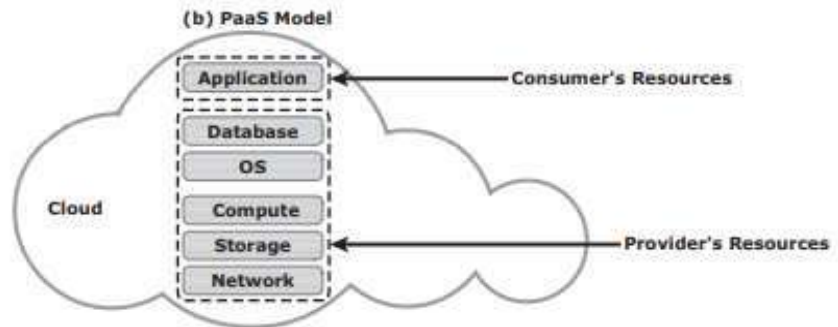 (b) PaaS Model
Application
Consumer's Resources
Database
OS
Cloud
Compute
Storage
Provider's Resources
Network